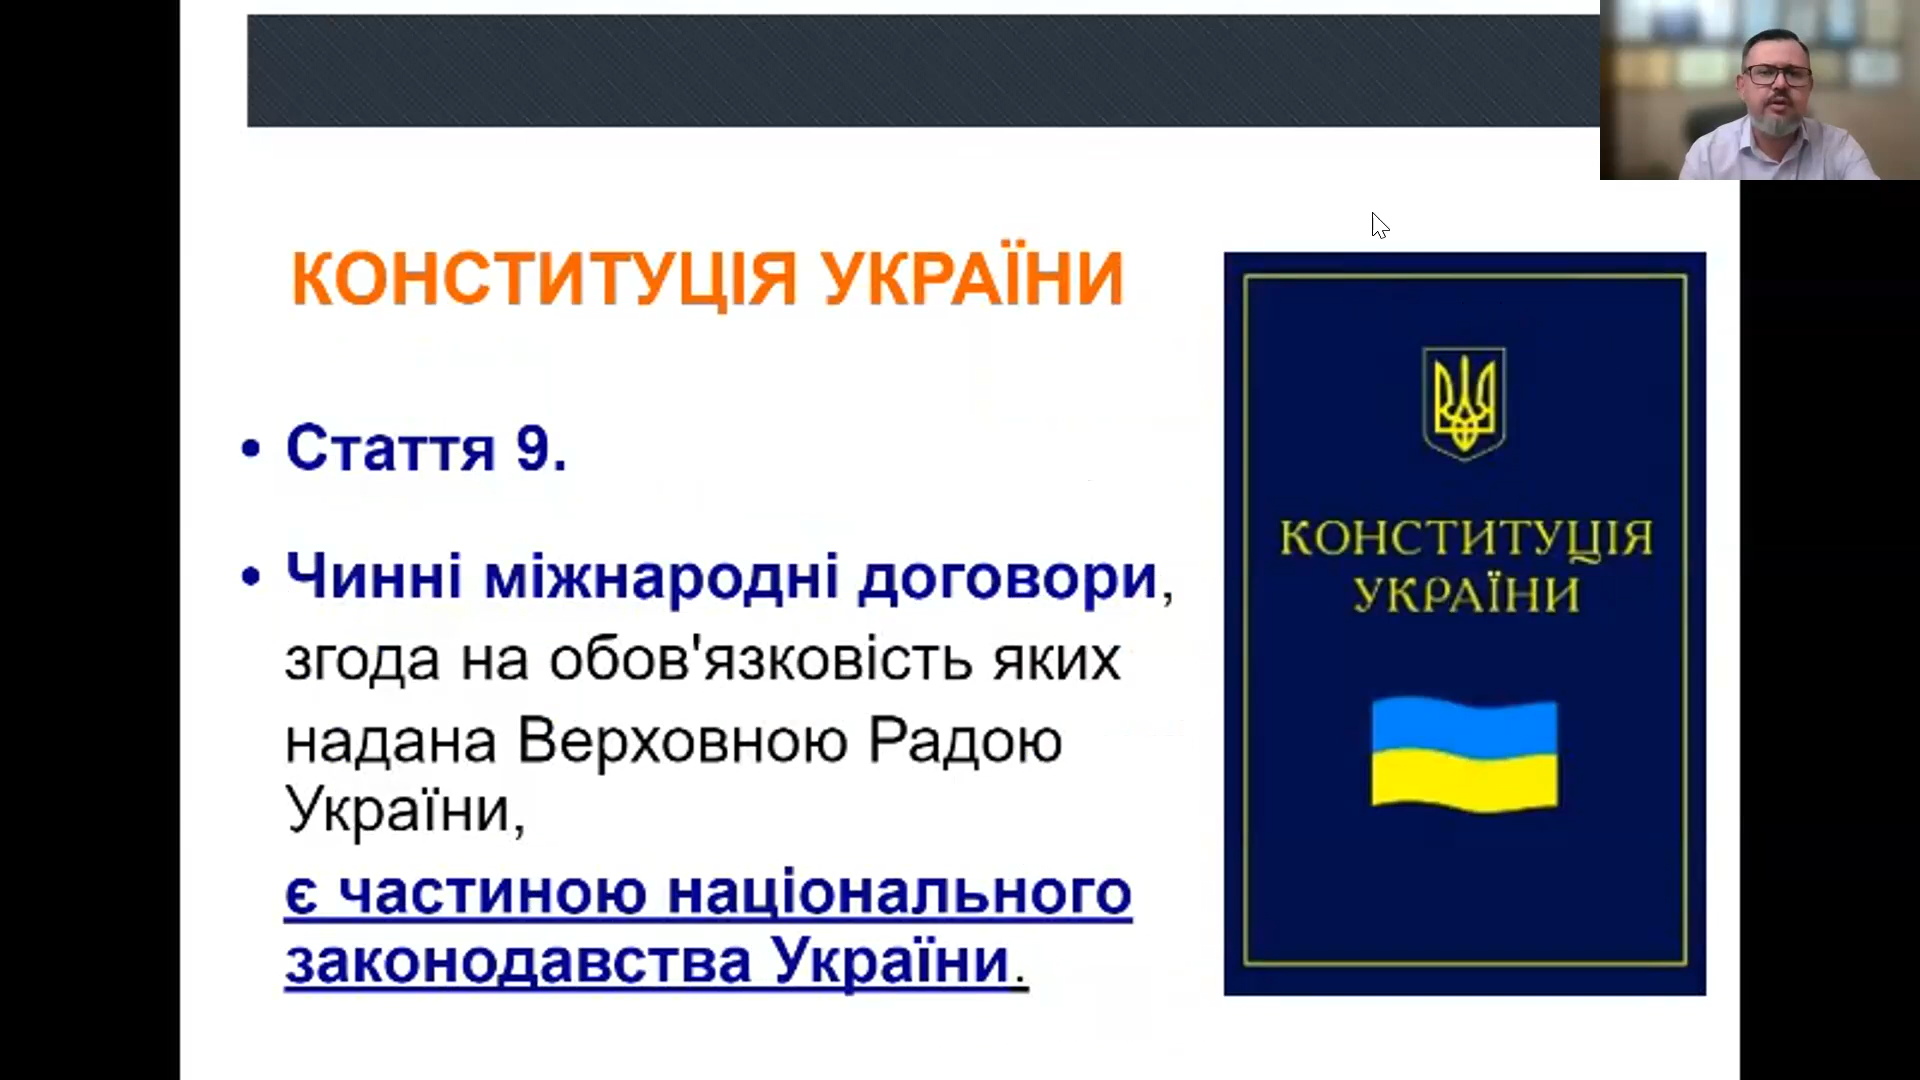 КОНСТИТУЦІЯ УКРАЇНИ
• Стаття 9.
• Чинні міжнародні договори,
згода на обов'язковість яких
надана Верховною Радою
України,
є частиною національного
законодавства України.
КОНСТИТУЦІЯ
УКРАЇНИ